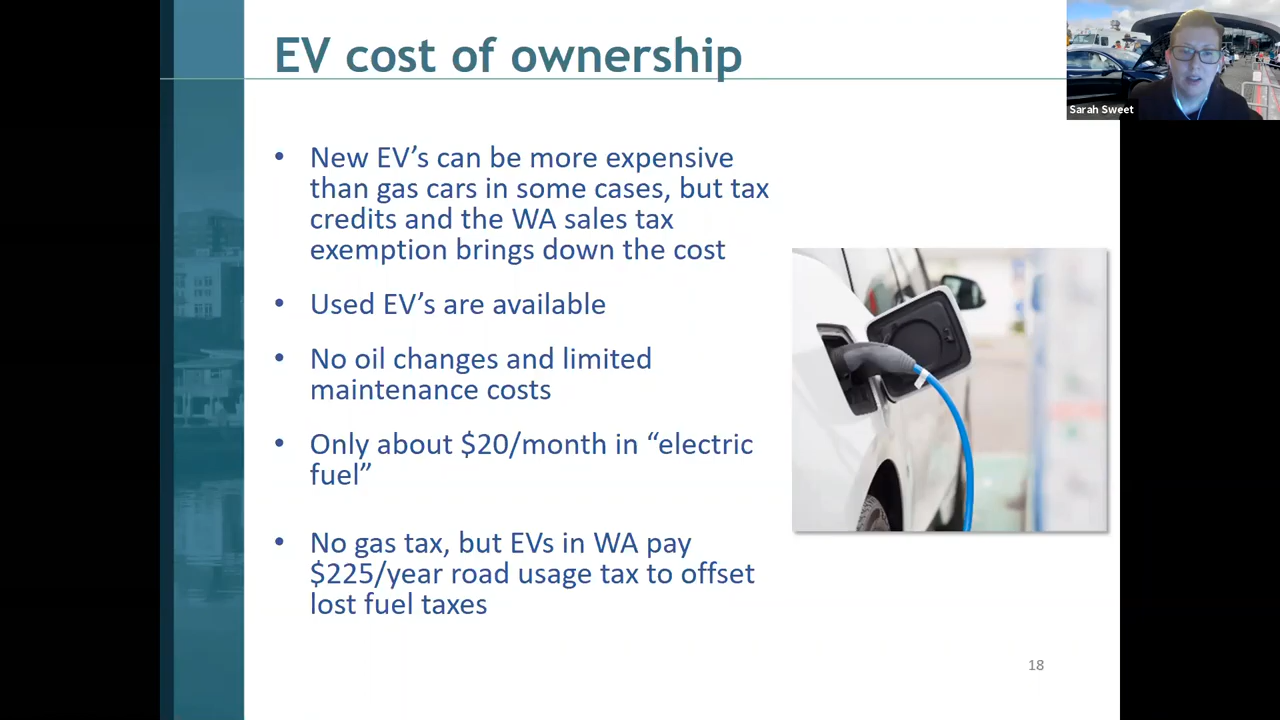 EV cost of ownership
Sarah Sweet
• New EV’s can be more expensive
than gas cars in some cases, but tax
credits and the WA sales tax
exemption brings down the cost
• Used EV’s are available
• No oil changes and limited
maintenance costs
• Only about $20/month in “electric
fuel”
• No gas tax, but EVs in WA pay
$225/year road usage tax to offset
lost fuel taxes
18